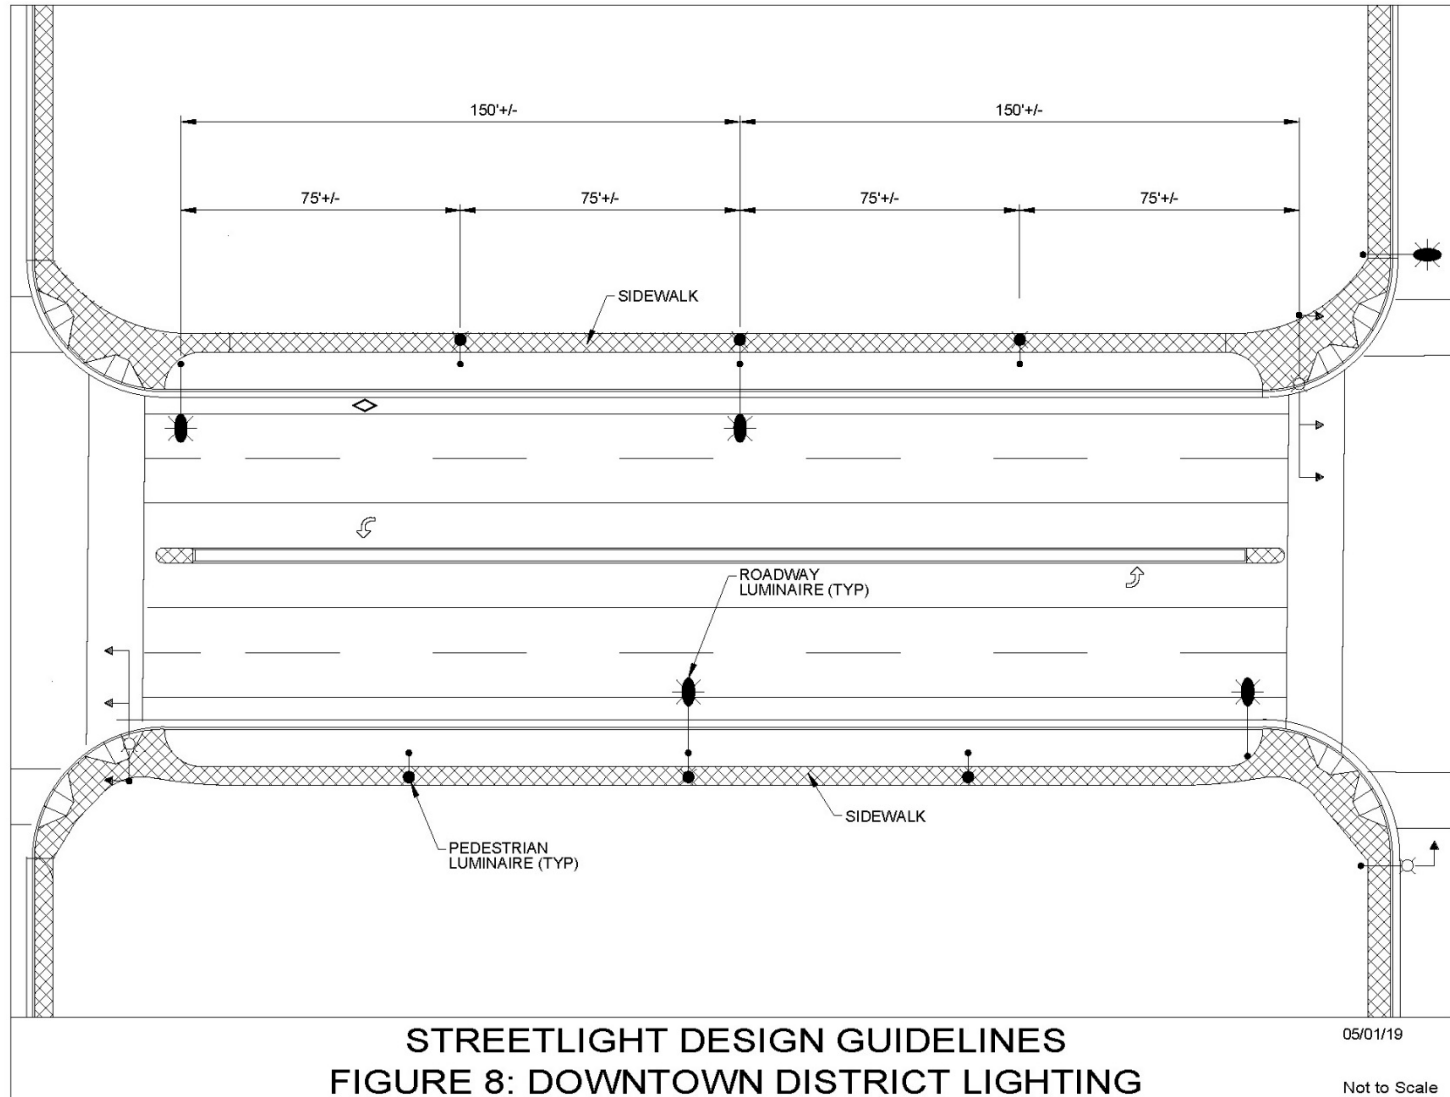 150'+/-
150'+/-
75'+/-
75'+/-
75'+/-
75'+/-
SIDEWALK
ROADWAY
LUMINAIRE (TYP)
SIDEWALK
PEDESTRIAN
LUMINAIRE (TYP)
STREETLIGHT DESIGN GUIDELINES
05/01/19
FIGURE 8: DOWNTOWN DISTRICT LIGHTING
Not to Scale